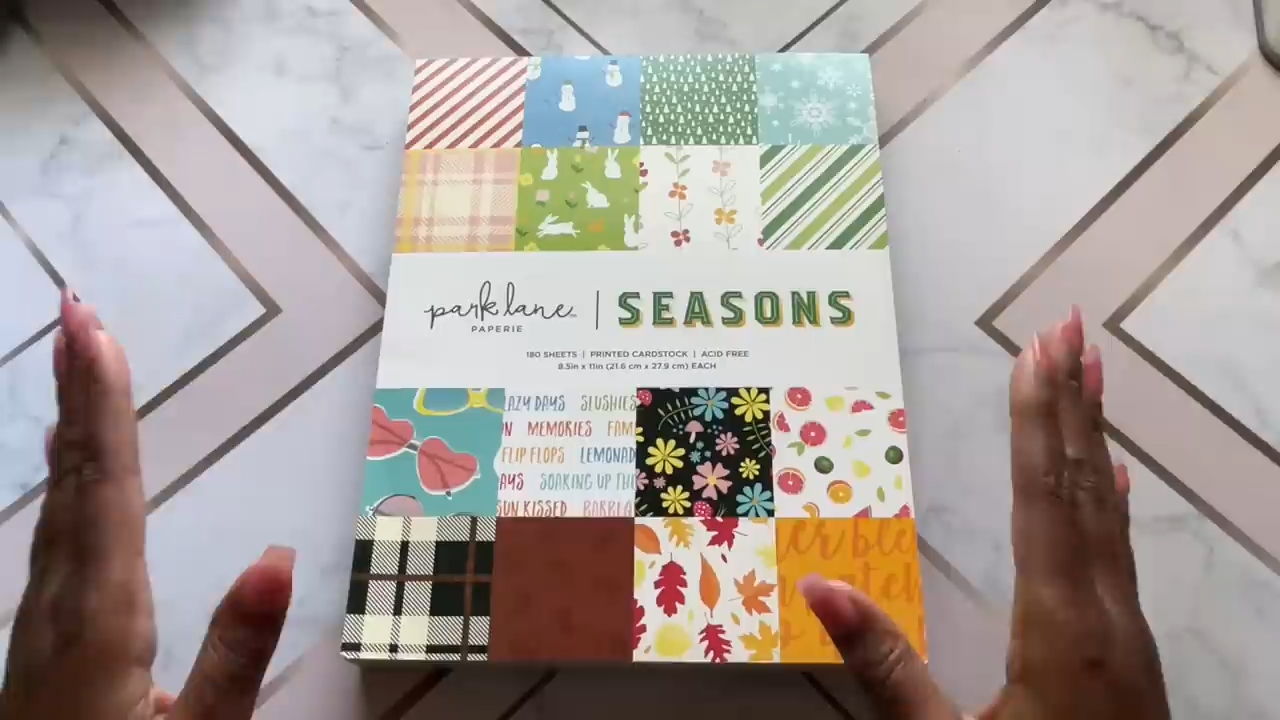 park lane
PAPERIE
SEASONS
180 SHEETS | PRINTED CARDSTOCK | ACID FREE
8.5in x 11in (21.6 cm x 27.9 cm) EACH
LAZY DAYS SLUSHIES
MEMORIES
FLIP FLOPS LEMONAD
SOAKING UP
SUN KISSED